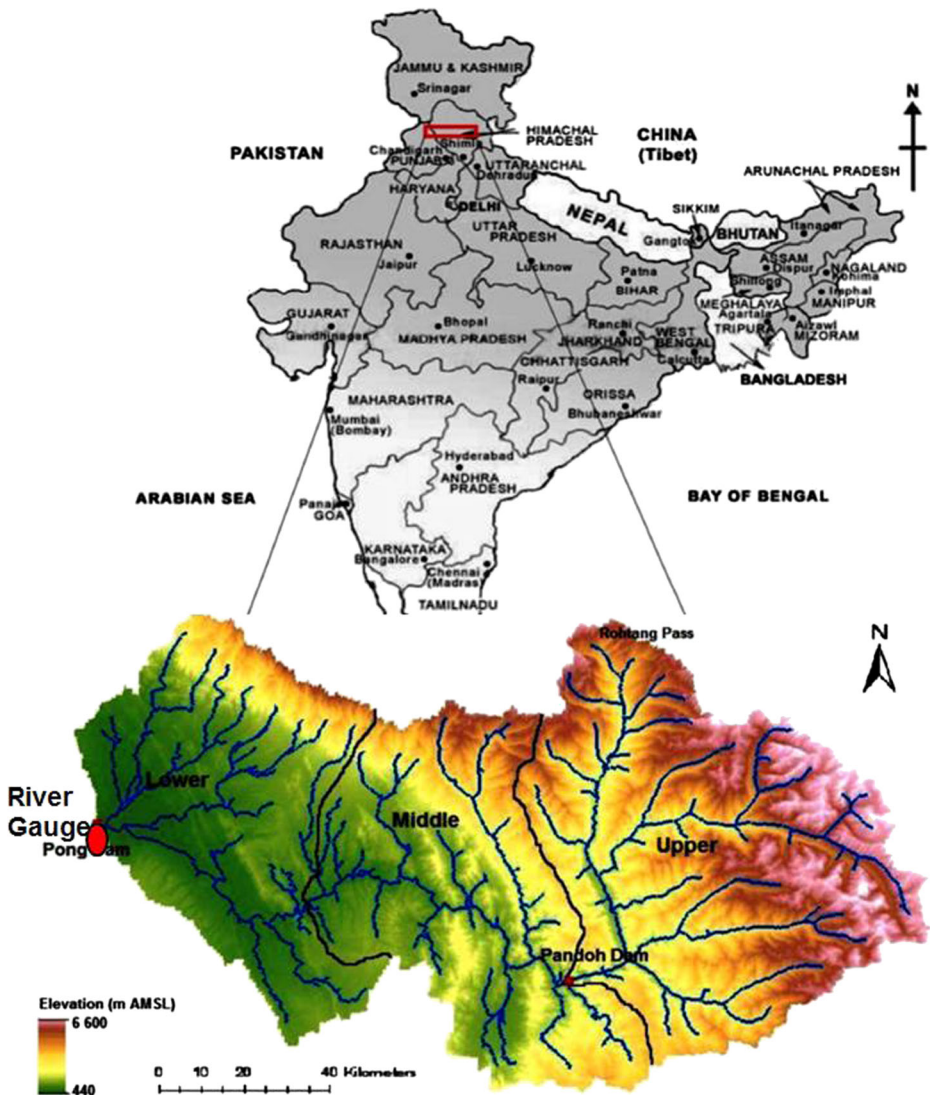 JAMMU & KASHMIR
Srinagar
N
HIMACHAL
PRADESH
CHINA
(Tibet)
PAKISTAN
Shimla
Chandigarh
PUNJAB
UTTARANCHAL
Dehradun
ARUNACHAL PRADESH
HARYANA
DELHI
NEPAL
SIKKIM
BHUTAN
Itanagar
UTTAR
PRADESH
Gangtok
RAJASTHAN
Jaipur
Lucknow
ASSAM
Dispur
NAGALAND
Kohima
Patna
BIHAR
Shillong
Imphal
MEGHALAYA
MANIPUR
GUJARAT
Gandhinagar
Bhopal
MADHYA PRADESH
Ranchi
JHARKHAND
WEST
BENGAL
Calcutta
Agartala
TRIPURA
Aizawl
MIZORAM
CHHATTISGARH
Raipur
BANGLADESH
ORISSA
Bhubaneshwar
MAHARASHTRA
Mumbai
(Bombay)
Hyderabad
ANDHRA
PRADESH
ARABIAN SEA
BAY OF BENGAL
Panaji
GOA
KARNATAKA
Bangalore
Chennai
(Madras)
TAMILNADU
Rohtang Pass
N
Lower
River
Gauge
Pong Dam
Middle
Upper
Pandoh Dam
Elevation (m AMSL)
6 600
440
0 10 20 40 Kilometers